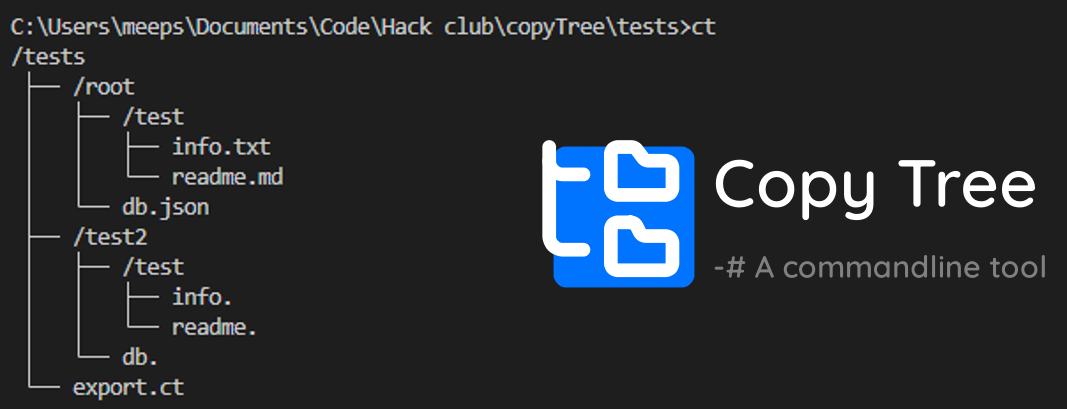 C:\Users\meeps\Documents\Code\Hack club\copyTree\tests>ct
/tests
├── /root
│   ├── /test
│   │   ├── info.txt
│   │   └── readme.md
│   └── db.json
├── /test2
│   ├── /test
│   │   ├── info.
│   │   └── readme.
│   └── db.
└── export.ct
Copy Tree
-# A commandline tool